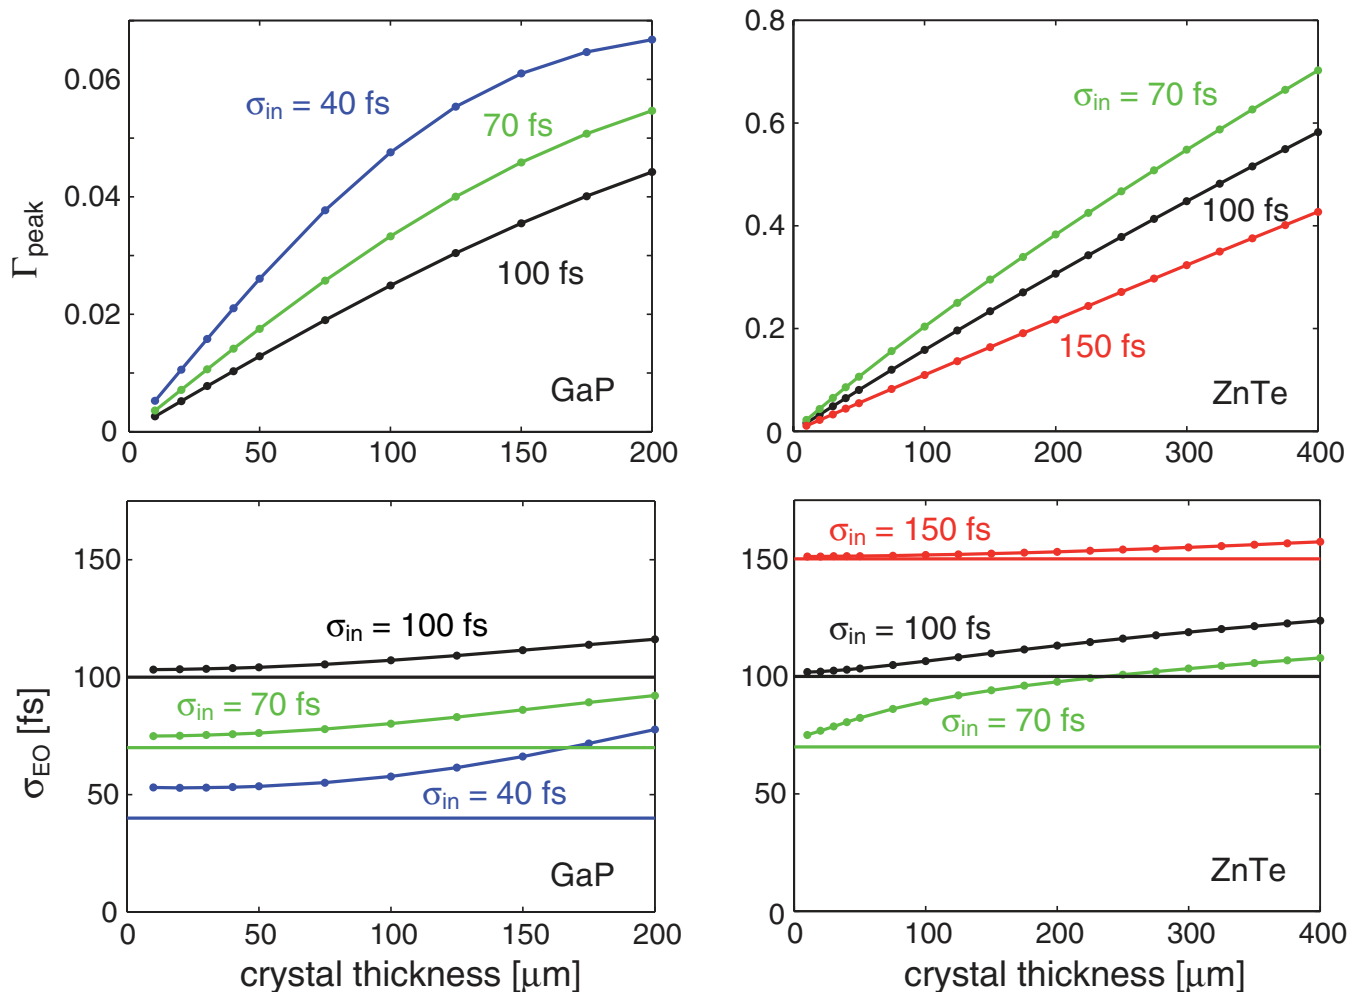 Γpeak
0.06
0.04
0.02
0
σin = 40 fs
70 fs
100 fs
GaP
0 50 100 150 200
0.8
0.6
0.4
0.2
0
σin = 70 fs
100 fs
150 fs
ZnTe
0 100 200 300 400
σEO [fs]
150
100
50
0
σin = 100 fs
σin = 70 fs
σin = 40 fs
GaP
0 50 100 150 200
crystal thickness [μm]
150
100
50
0
σin = 150 fs
σin = 100 fs
σin = 70 fs
ZnTe
0 100 200 300 400
crystal thickness [μm]